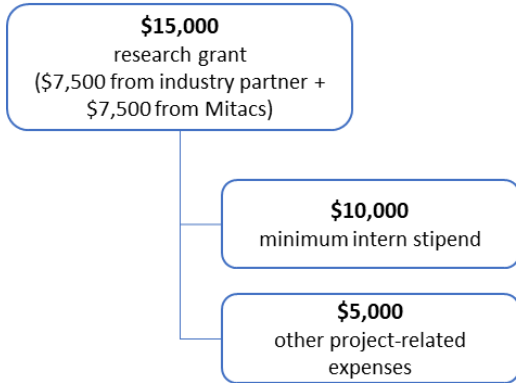 $15,000
research grant
($7,500 from industry partner +
$7,500 from Mitacs)
$10,000
minimum intern stipend
$5,000
other project-related
expenses